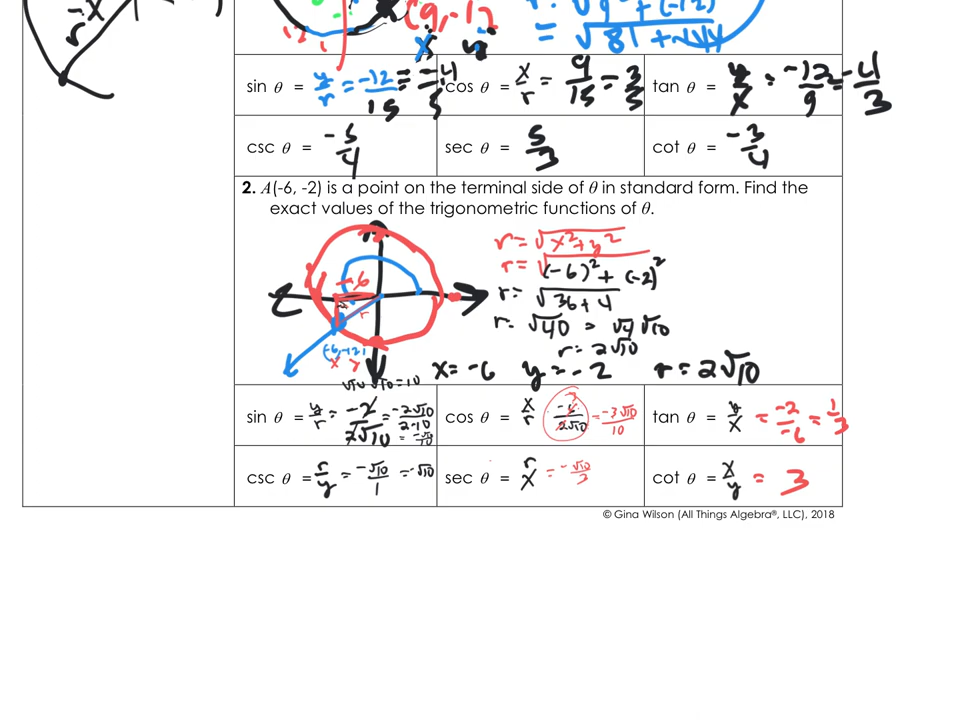 (9,-12)
= √81 + 144
sin θ = y/r = -12/15 = -4/5
cos θ = x/r = 9/15 = 3/5
tan θ = y/x = -12/9 = -4/3
csc θ = -5/4
sec θ = 5/3
cot θ = -3/4
2. A(-6, -2) is a point on the terminal side of θ in standard form. Find the
exact values of the trigonometric functions of θ.
r = √x²+y²
r = √(-6)² + (-2)²
r = √36+4
r = √40 = √4 √10
r = 2√10
-6
r
x y
x = -6 y = -2 r = 2√10
√10 √10 = 10
sin θ = y/r = -2/2√10 = -2√10/2·10 = -√10/10
cos θ = x/r -6/2√10 = -3√10/10
tan θ = y/x = -2/-6 = 1/3
csc θ = r/y = -√10/1 = -√10
sec θ = r/x = -√10/3
cot θ = x/y = 3
© Gina Wilson (All Things Algebra®, LLC), 2018